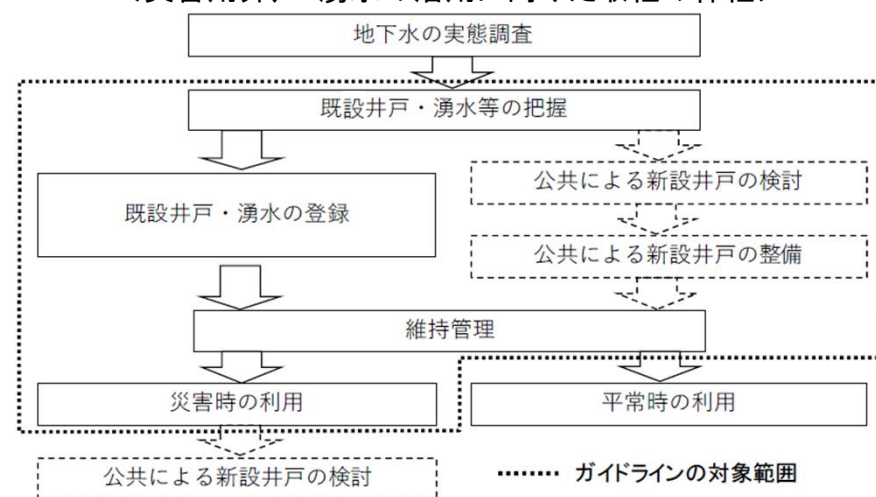 地下水の実態調査
既設井戸・湧水等の把握
公共による新設井戸の検討
既設井戸・湧水の登録
公共による新設井戸の整備
維持管理
災害時の利用
平常時の利用
公共による新設井戸の検討
ガイドラインの対象範囲